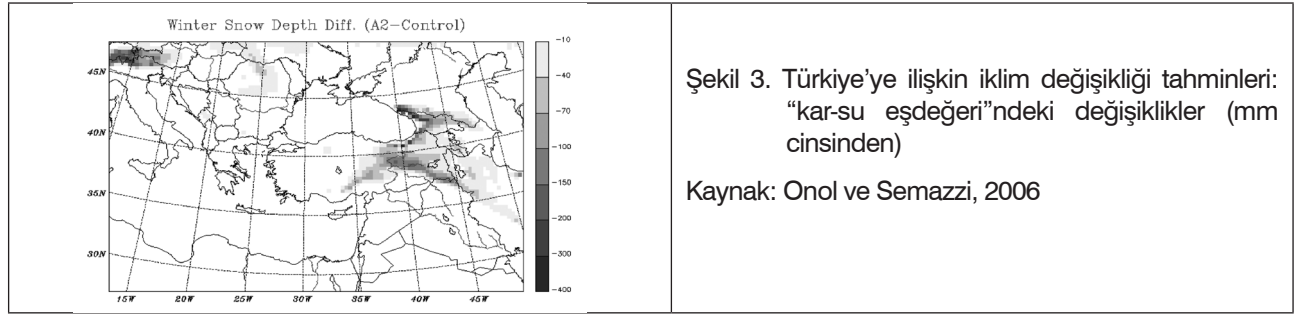 Winter Snow Depth Diff. (A2−Control)
45N
40N
35N
30N
15W 20W 25W 30W 35W 40W 45W
−10
−40
−70
−100
−150
−200
−300
−400
Şekil 3. Türkiye’ye ilişkin iklim değişikliği tahminleri:
“kar-su eşdeğeri”ndeki değişiklikler (mm
cinsinden)
Kaynak: Onol ve Semazzi, 2006